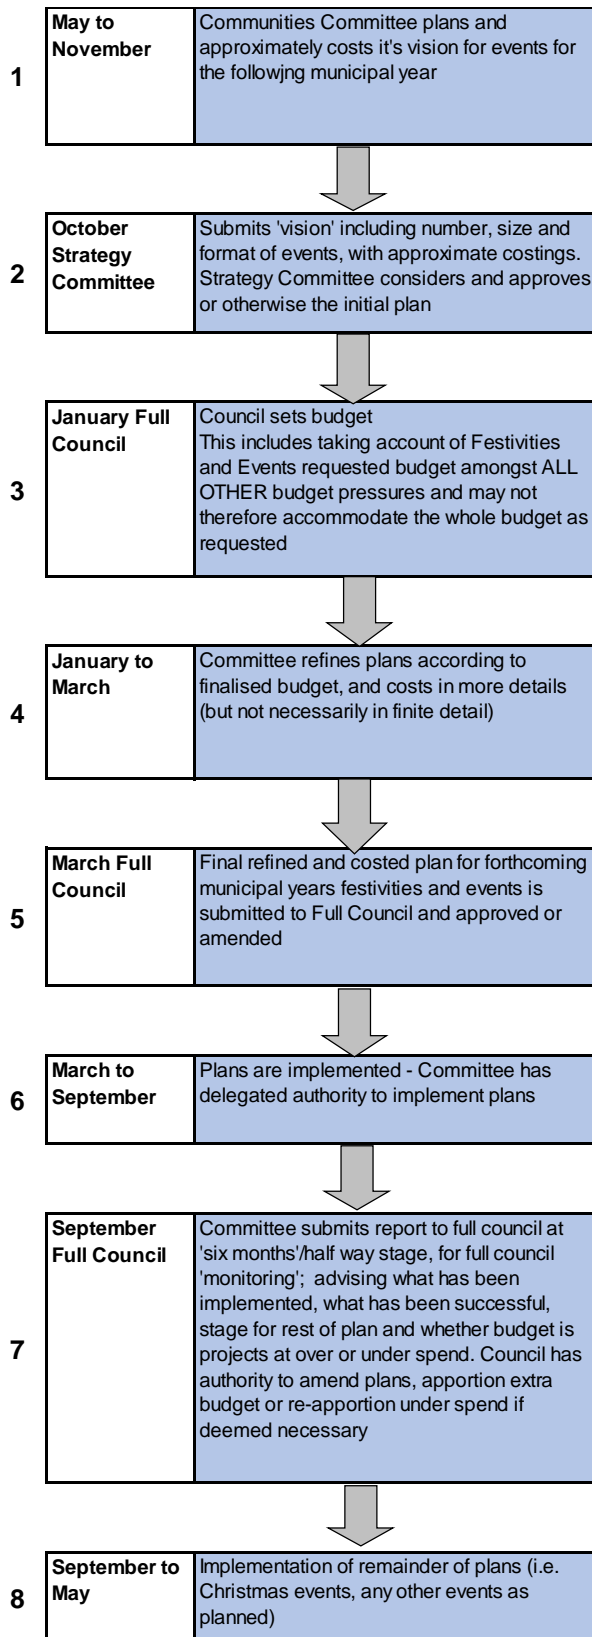 1
May to
November
Communities Committee plans and
approximately costs it's vision for events for
the followjng municipal year
2
October
Strategy
Committee
Submits 'vision' including number, size and
format of events, with approximate costings.
Strategy Committee considers and approves
or otherwise the initial plan
3
January Full
Council
Council sets budget
This includes taking account of Festivities
and Events requested budget amongst ALL
OTHER budget pressures and may not
therefore accommodate the whole budget as
requested
4
January to
March
Committee refines plans according to
finalised budget, and costs in more details
(but not necessarily in finite detail)
5
March Full
Council
Final refined and costed plan for forthcoming
municipal years festivities and events is
submitted to Full Council and approved or
amended
6
March to
September
Plans are implemented - Committee has
delegated authority to implement plans
7
September
Full Council
Committee submits report to full council at
'six months'/half way stage, for full council
'monitoring';  advising what has been
implemented, what has been successful,
stage for rest of plan and whether budget is
projects at over or under spend. Council has
authority to amend plans, apportion extra
budget or re-apportion under spend if
deemed necessary
8
September to
May
Implementation of remainder of plans (i.e.
Christmas events, any other events as
planned)